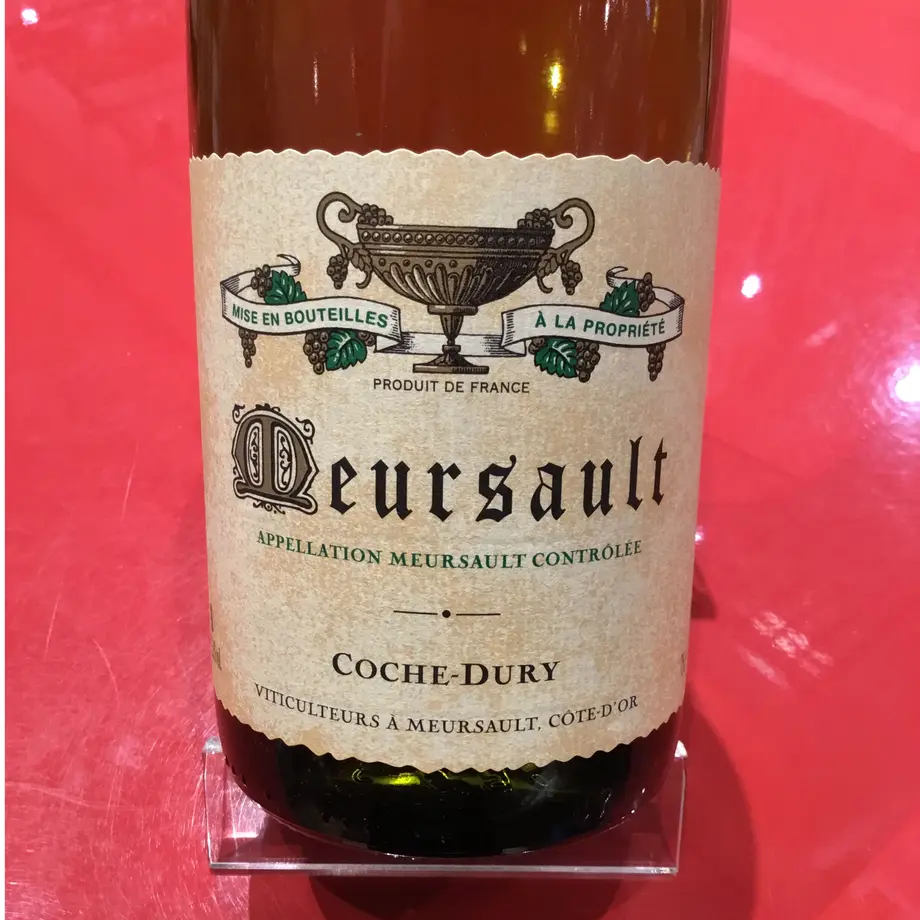 MISE EN BOUTEILLES À LA PROPRIÉTÉ
PRODUIT DE FRANCE
Meursault
APPELLATION MEURSAULT CONTRÔLÉE
COCHE-DURY
VITICULTEURS À MEURSAULT, CÔTE-D'OR